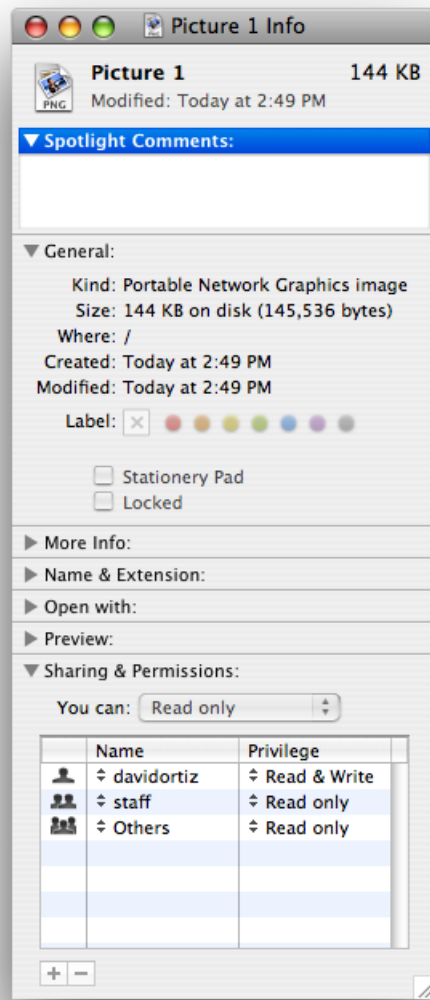 Picture 1 Info
Picture 1 144 KB
Modified: Today at 2:49 PM
PNG
Spotlight Comments:
General:
Kind: Portable Network Graphics image
Size: 144 KB on disk (145,536 bytes)
Where: /
Created: Today at 2:49 PM
Modified: Today at 2:49 PM
Label:
Stationery Pad
Locked
More Info:
Name & Extension:
Open with:
Preview:
Sharing & Permissions:
You can: Read only
Name Privilege
davidortiz Read & Write
staff Read only
Others Read only